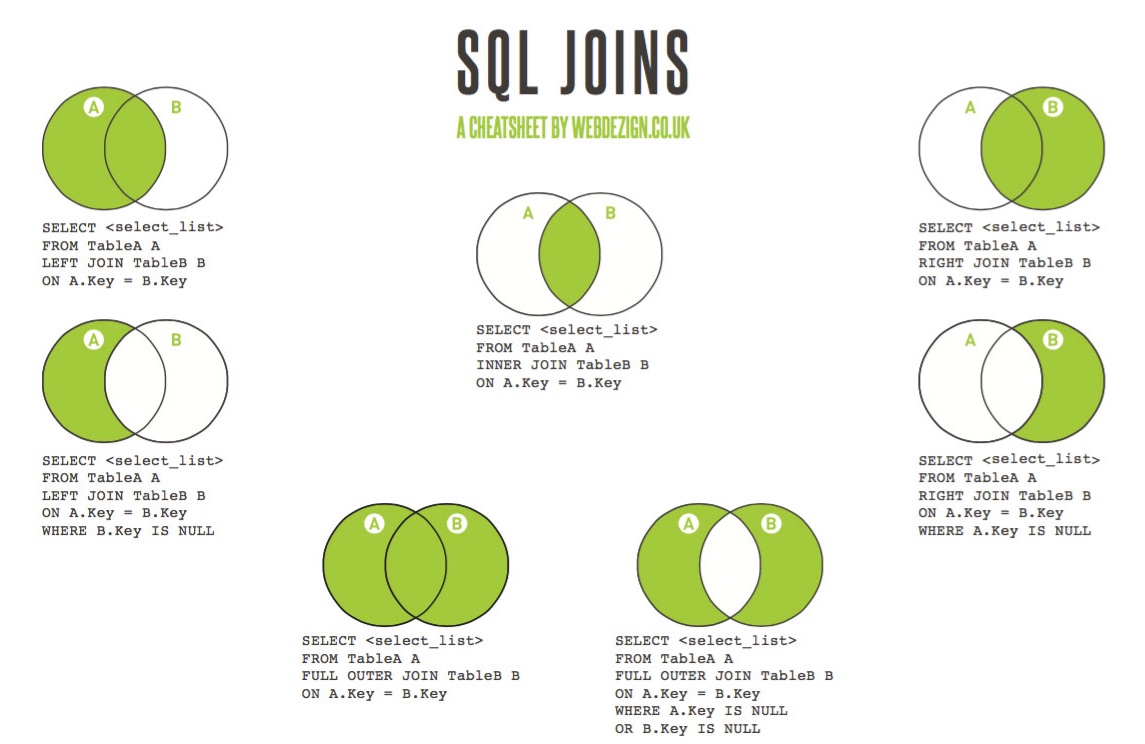 SQL JOINS
A CHEATSHEET BY WEBDEZIGN.CO.UK
A B
SELECT <select_list>
FROM TableA A
LEFT JOIN TableB B
ON A.Key = B.Key
A B
SELECT <select_list>
FROM TableA A
RIGHT JOIN TableB B
ON A.Key = B.Key
A B
SELECT <select_list>
FROM TableA A
INNER JOIN TableB B
ON A.Key = B.Key
A B
SELECT <select_list>
FROM TableA A
LEFT JOIN TableB B
ON A.Key = B.Key
WHERE B.Key IS NULL
A B
SELECT <select_list>
FROM TableA A
RIGHT JOIN TableB B
ON A.Key = B.Key
WHERE A.Key IS NULL
A B
SELECT <select_list>
FROM TableA A
FULL OUTER JOIN TableB B
ON A.Key = B.Key
A B
SELECT <select_list>
FROM TableA A
FULL OUTER JOIN TableB B
ON A.Key = B.Key
WHERE A.Key IS NULL
OR B.Key IS NULL